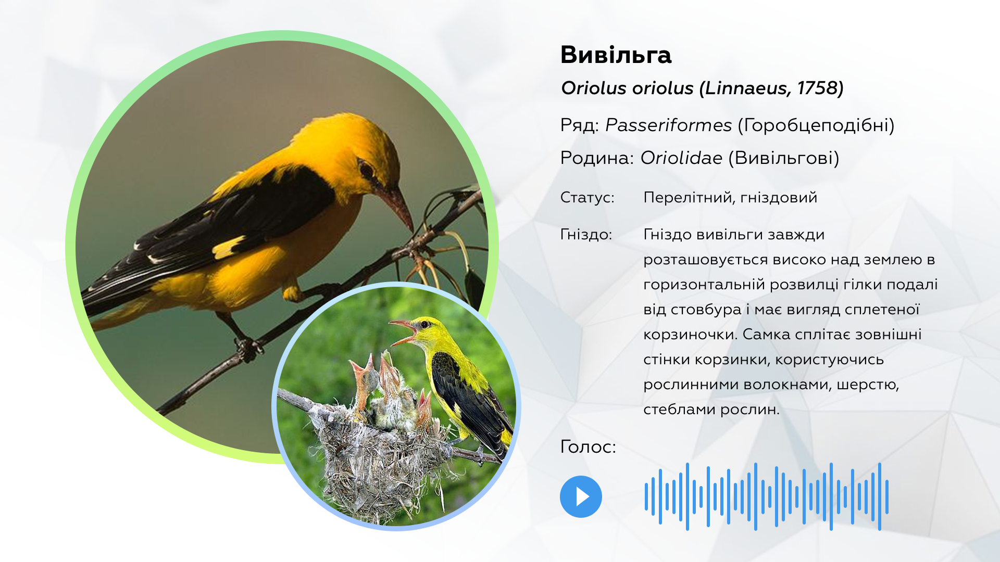 Вивільга
Oriolus oriolus (Linnaeus, 1758)
Ряд: Passeriformes (Горобцеподібні)
Родина: Oriolidae (Вивільгові)
Статус: Перелітний, гніздовий
Гніздо: Гніздо вивільги завжди
розташовується високо над землею в
горизонтальній розвилці гілки подалі
від стовбура і має вигляд сплетеної
корзиночки. Самка сплітає зовнішні
стінки корзинки, користуючись
рослинними волокнами, шерстю,
стеблами рослин.
Голос: